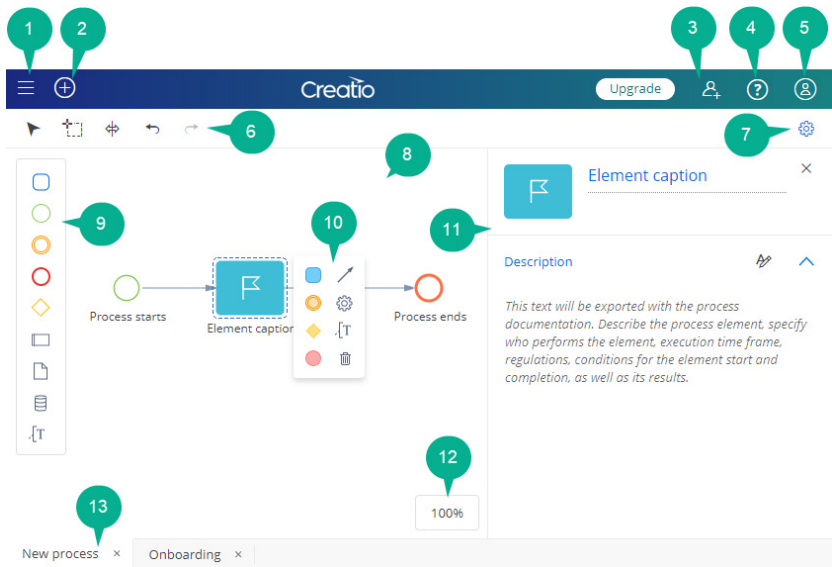 1
2
3
4
5
Creatio
Upgrade
?
6
7
8
Element caption
9
10
11
Description
Process starts
Element caption
Process ends
T
This text will be exported with the process
documentation. Describe the process element, specify
who performs the element, execution time frame,
regulations, conditions for the element start and
completion, as well as its results.
T
12
100%
13
New process ×
Onboarding ×